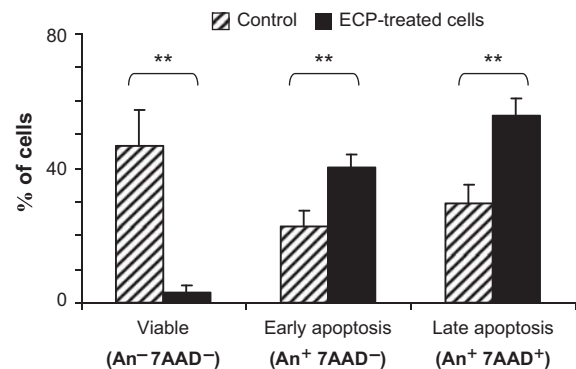 Control ECP-treated cells
80
40
0
% of cells
** ** **
Viable Early apoptosis Late apoptosis
(An– 7AAD–) (An+ 7AAD–) (An+ 7AAD+)